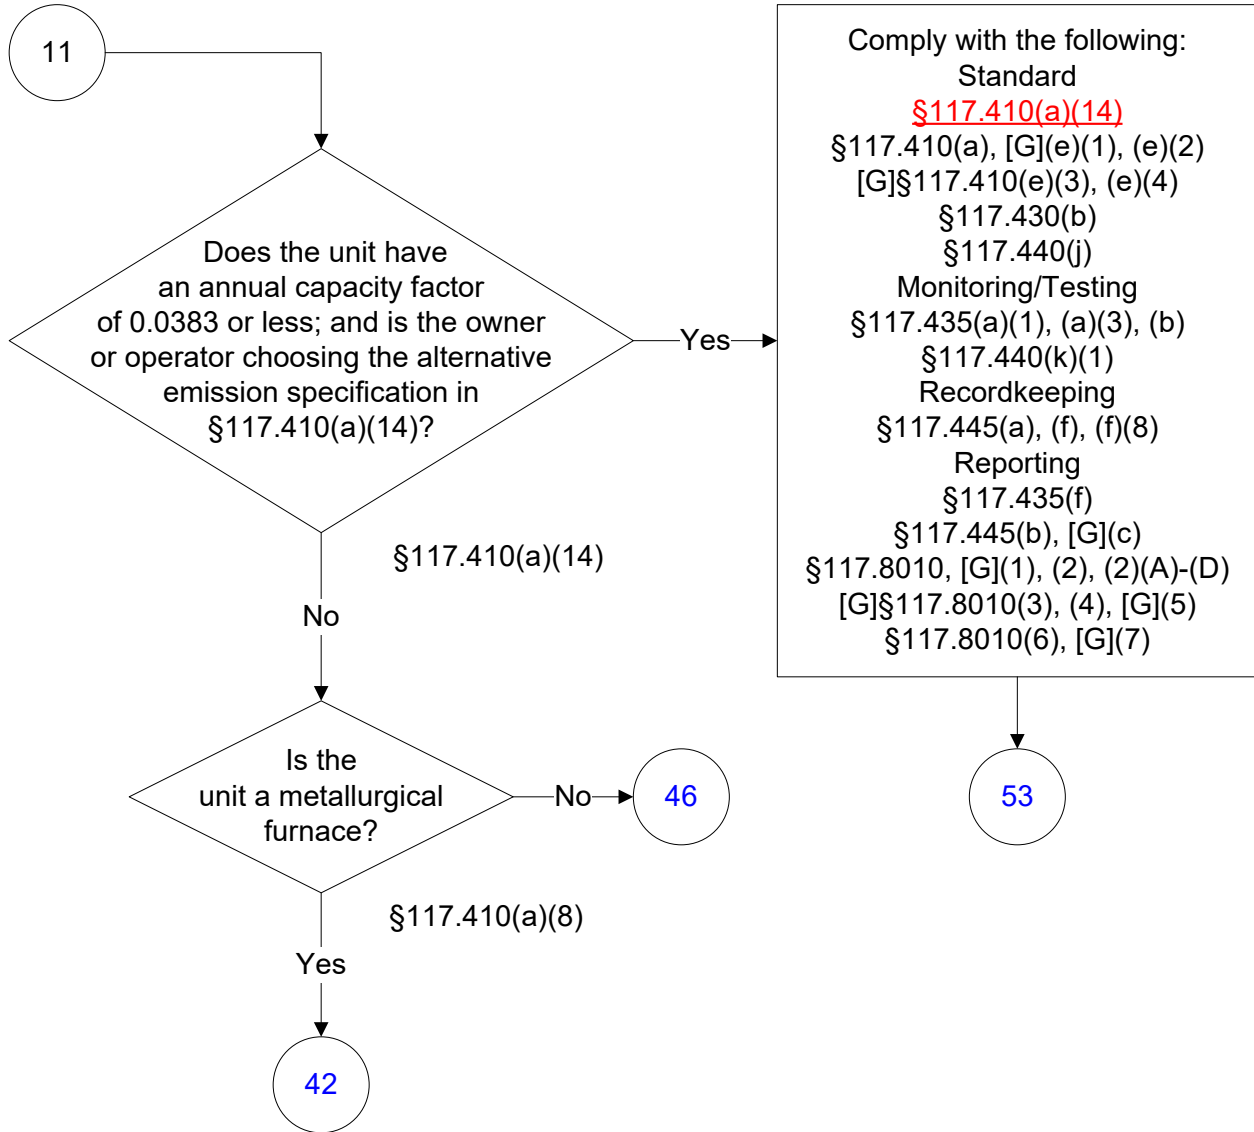 11
Does the unit have
an annual capacity factor
of 0.0383 or less; and is the owner
or operator choosing the alternative
emission specification in
§117.410(a)(14)?
Yes
Comply with the following:
Standard
§117.410(a)(14)
§117.410(a), [G](e)(1), (e)(2)
[G]§117.410(e)(3), (e)(4)
§117.430(b)
§117.440(j)
Monitoring/Testing
§117.435(a)(1), (a)(3), (b)
§117.440(k)(1)
Recordkeeping
§117.445(a), (f), (f)(8)
Reporting
§117.435(f)
§117.445(b), [G](c)
§117.8010, [G](1), (2), (2)(A)-(D)
[G]§117.8010(3), (4), [G](5)
§117.8010(6), [G](7)
§117.410(a)(14)
No
Is the
unit a metallurgical
furnace?
No
46
53
§117.410(a)(8)
Yes
42